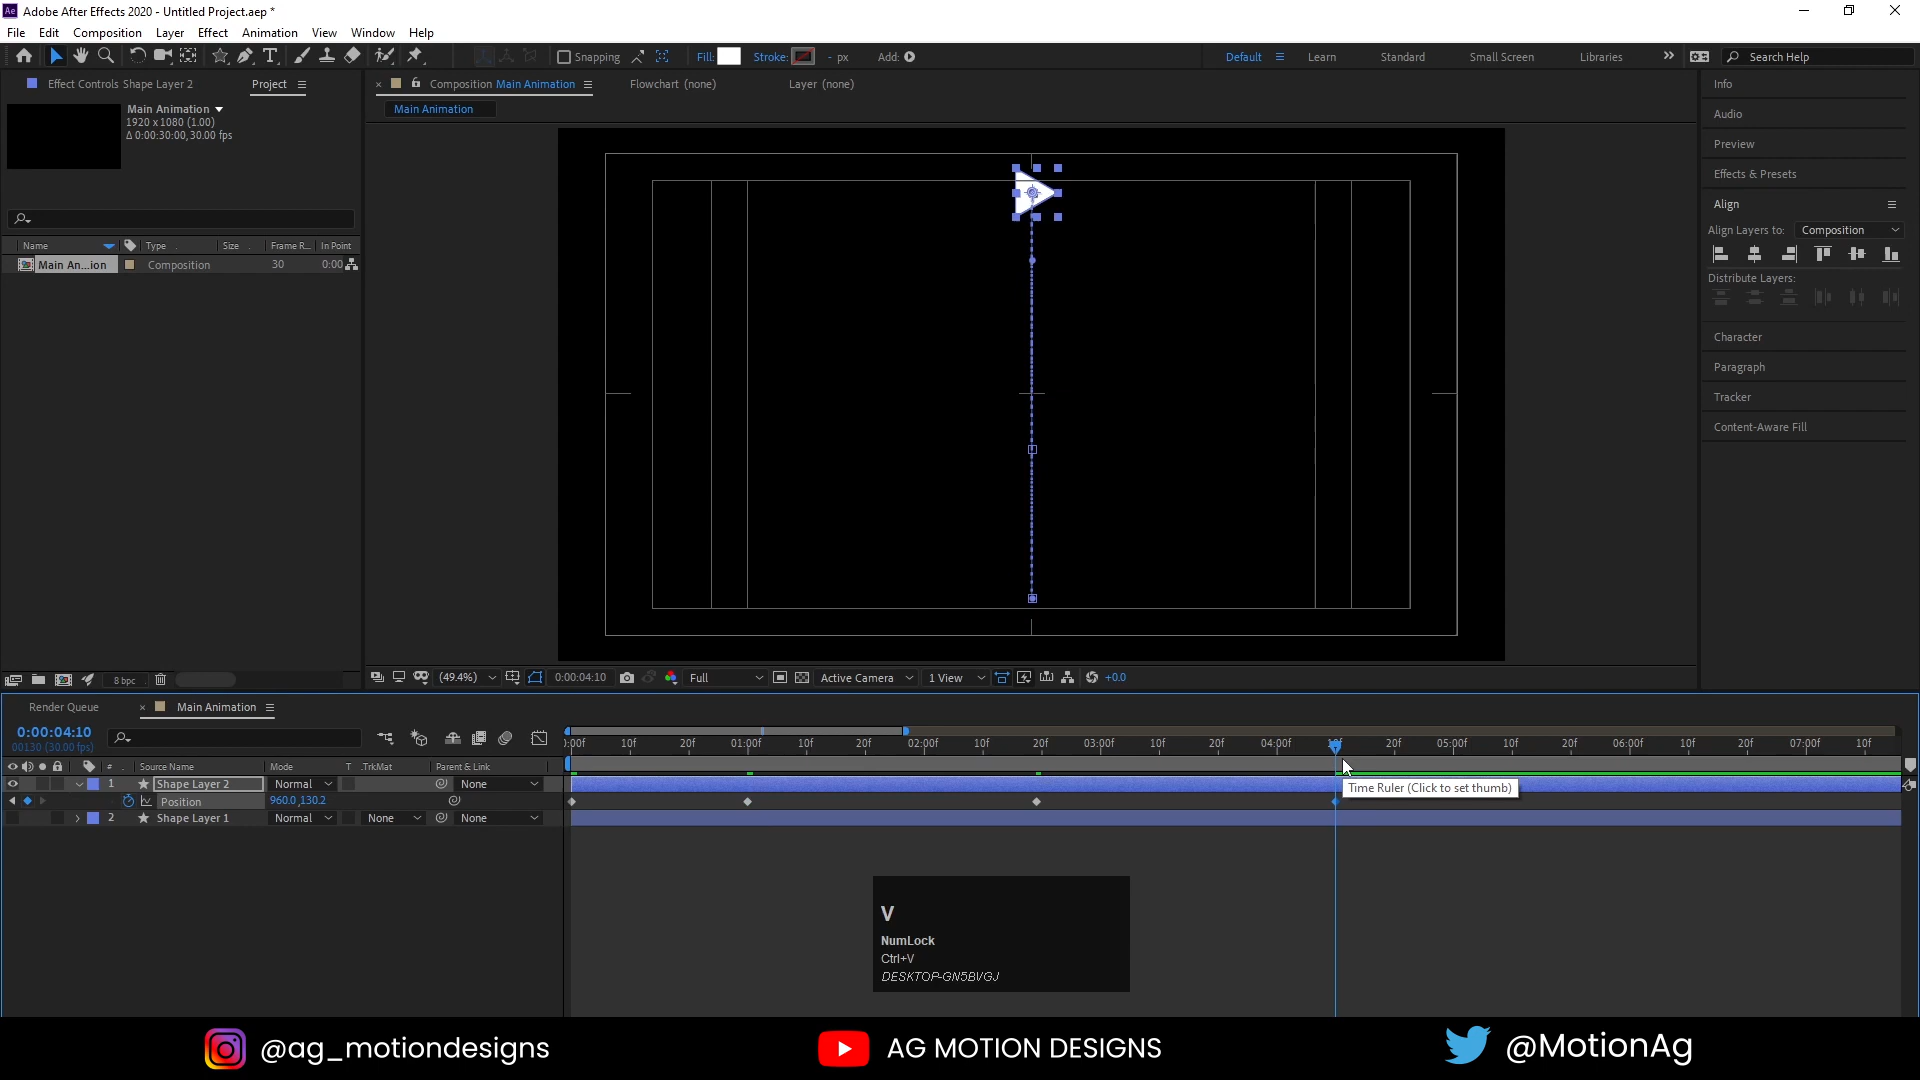 Adobe After Effects 2020 - Untitled Project.aep *
File Edit Composition Layer Effect Animation View Window Help
Snapping Fill: Stroke: - px Add: Default Learn Standard Small Screen Libraries Search Help
Effect Controls Shape Layer 2 Project
Composition Main Animation Flowchart (none) Layer (none)
Main Animation
Main Animation
1920 x 1080 (1.00)
Δ 0:00:30:00, 30.00 fps
Name Type Size Frame R... In Point
Main An...ion Composition 30 0:00
Info
Audio
Preview
Effects & Presets
Align
Align Layers to: Composition
Distribute Layers:
Character
Paragraph
Tracker
Content-Aware Fill
8 bpc (49.4%) 0:00:04:10 Full Active Camera 1 View +0.0
Render Queue Main Animation
0:00:04:10
00130 (30.00 fps)
):00f 10f 20f 01:00f 10f 20f 02:00f 10f 20f 03:00f 10f 20f 04:00f 10f 20f 05:00f 10f 20f 06:00f 10f 20f 07:00f 10f
# Source Name Mode T .TrkMat Parent & Link
1 Shape Layer 2 Normal None
Position 960.0,130.2
2 Shape Layer 1 Normal None None
Time Ruler (Click to set thumb)
V
NumLock
Ctrl+V
DESKTOP-GN5BVGJ
@ag_motiondesigns AG MOTION DESIGNS @MotionAg